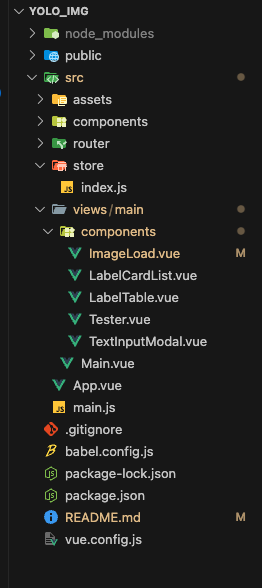 YOLO_IMG
node_modules
public
src
assets
components
router
store
JS index.js
views/main
components
ImageLoad.vue M
LabelCardList.vue
LabelTable.vue
Tester.vue
TextInputModal.vue
Main.vue
App.vue
JS main.js
.gitignore
babel.config.js
package-lock.json
package.json
README.md M
vue.config.js